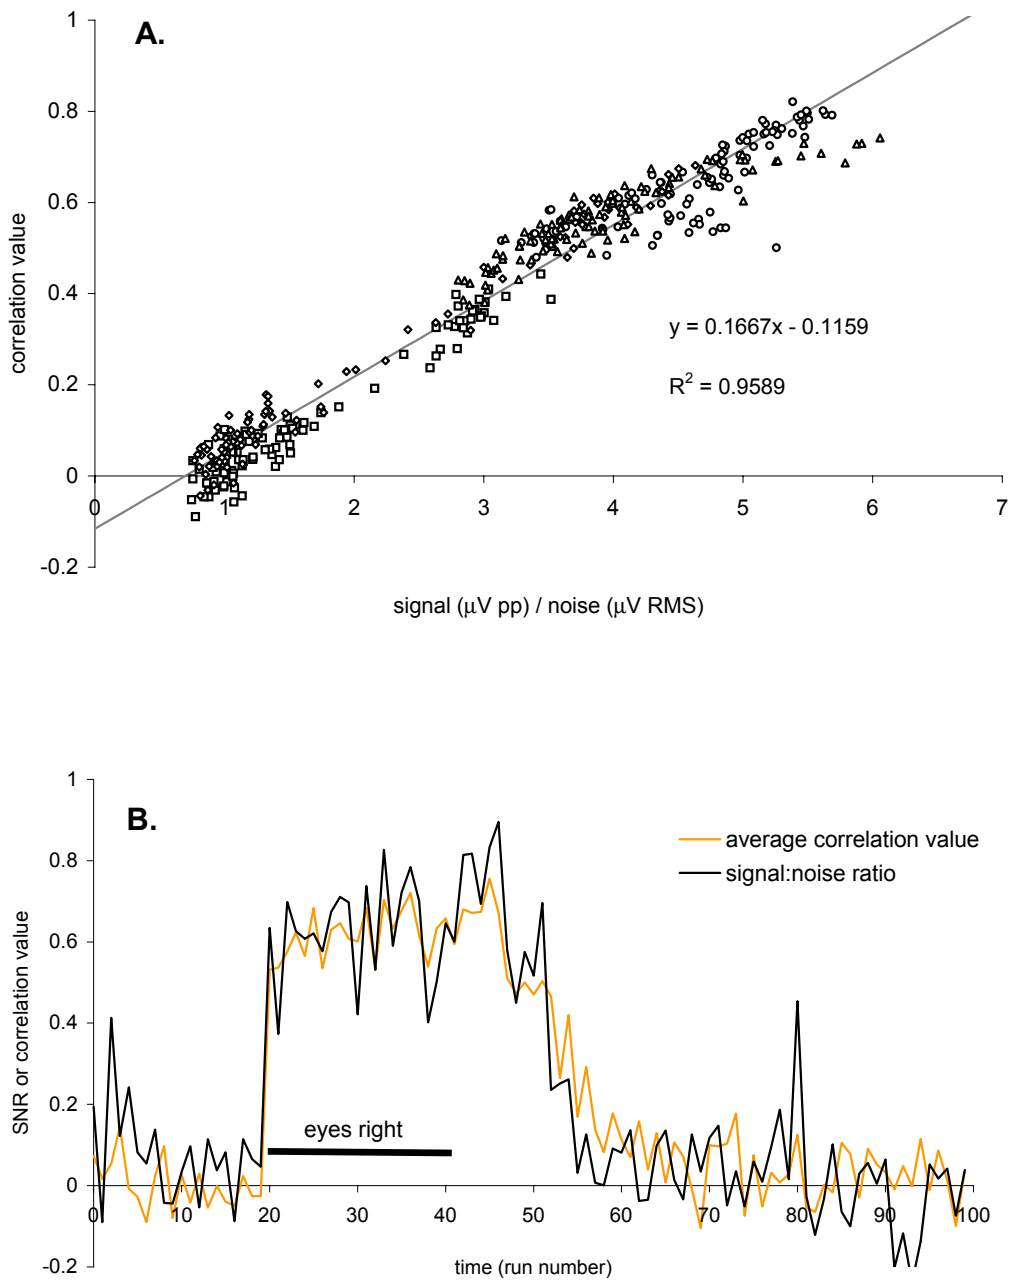 A.
1
0.8
0.6
0.4
0.2
0
-0.2
0 1 2 3 4 5 6 7
correlation value
y = 0.1667x - 0.1159
R² = 0.9589
signal (μV pp) / noise (μV RMS)
B.
1
0.8
0.6
0.4
0.2
0
-0.2
SNR or correlation value
average correlation value
signal:noise ratio
eyes right
0 10 20 30 40 50 60 70 80 90 100
time (run number)